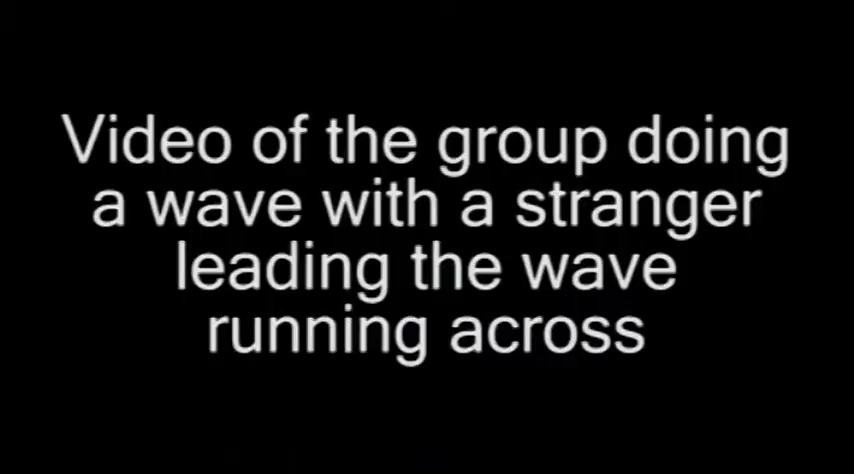 Video of the group doing
a wave with a stranger
leading the wave
running across